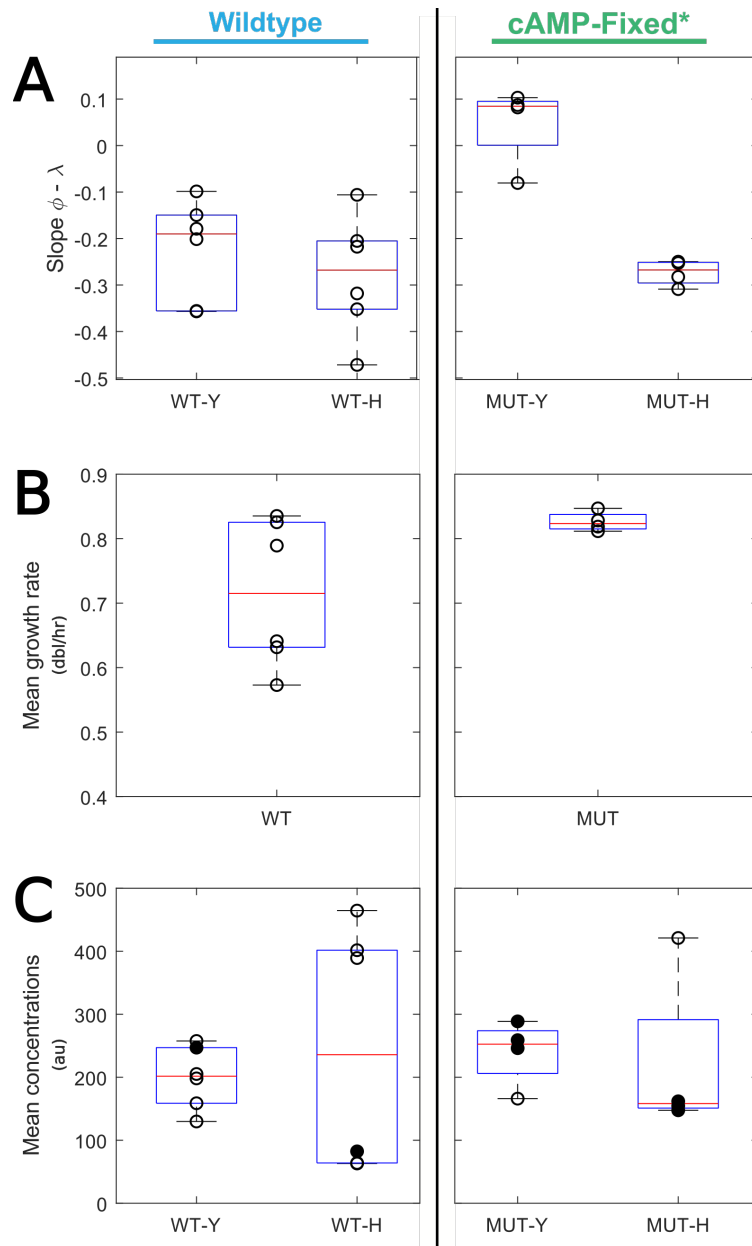 Wildtype
cAMP-Fixed*
A
Slope ϕ - λ
0.1
0
-0.1
-0.2
-0.3
-0.4
-0.5
WT-Y
WT-H
MUT-Y
MUT-H
B
Mean growth rate
(dbl/hr)
0.9
0.8
0.7
0.6
0.5
0.4
WT
MUT
C
Mean concentrations
(au)
500
400
300
200
100
0
WT-Y
WT-H
MUT-Y
MUT-H